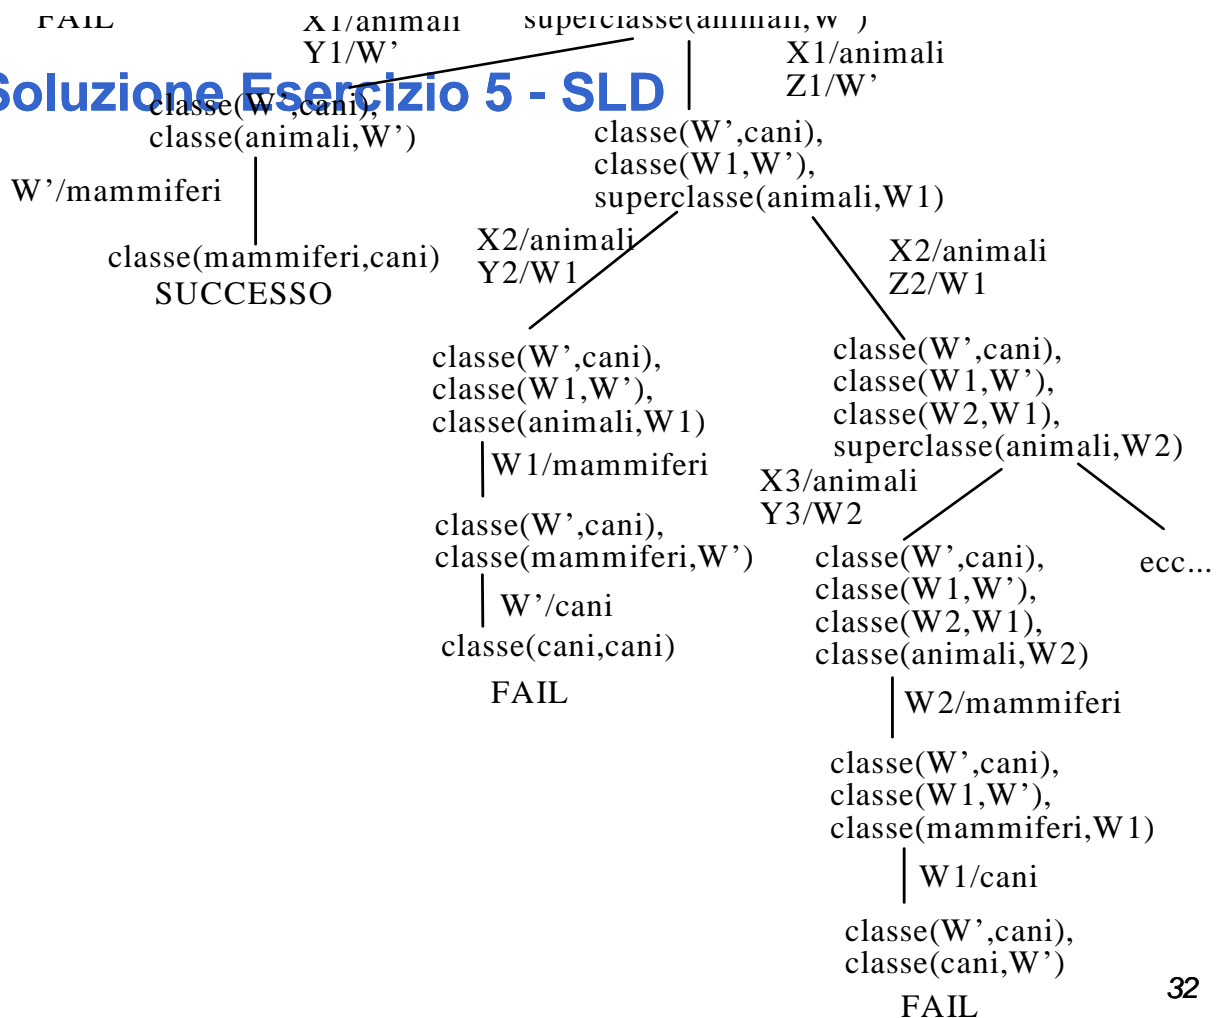 FAIL
X1/animali
Y1/W’
superclasse(animali,W’)
X1/animali
Z1/W’
Soluzione Esercizio 5 - SLD
classe(W’,cani),
classe(animali,W’)
classe(W’,cani),
classe(W1,W’),
superclasse(animali,W1)
W’/mammiferi
classe(mammiferi,cani)
SUCCESSO
X2/animali
Y2/W1
X2/animali
Z2/W1
classe(W’,cani),
classe(W1,W’),
classe(animali,W1)
classe(W’,cani),
classe(W1,W’),
classe(W2,W1),
superclasse(animali,W2)
W1/mammiferi
X3/animali
Y3/W2
classe(W’,cani),
classe(mammiferi,W’)
classe(W’,cani),
classe(W1,W’),
classe(W2,W1),
classe(animali,W2)
ecc...
W’/cani
classe(cani,cani)
FAIL
W2/mammiferi
classe(W’,cani),
classe(W1,W’),
classe(mammiferi,W1)
W1/cani
classe(W’,cani),
classe(cani,W’)
FAIL
32